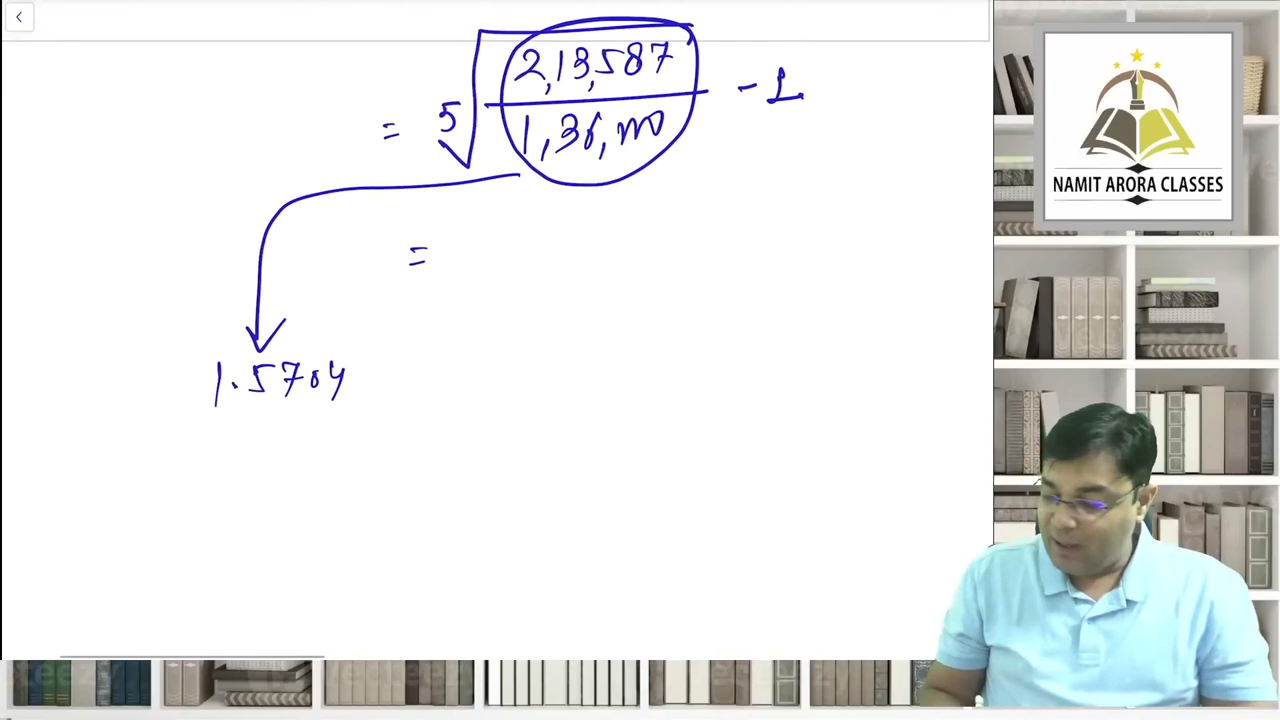 = 5√ 2,13,587 / 1,36,000 - 1
=
1.5704
NAMIT ARORA CLASSES